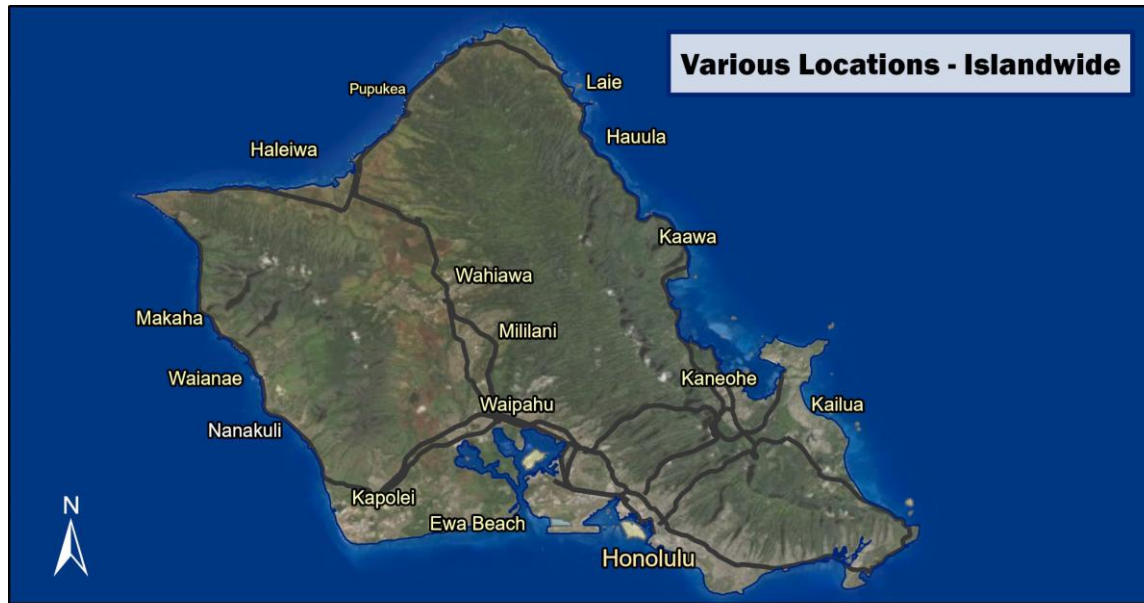 Various Locations - Islandwide
Laie
Pupukea
Hauula
Haleiwa
Kaawa
Wahiawa
Makaha
Mililani
Waianae
Kaneohe
Waipahu
Kailua
Nanakuli
Kapolei
N
Ewa Beach
Honolulu